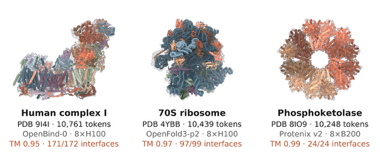 Human complex I
PDB 9I4I · 10,761 tokens
OpenBind-0 · 8×H100
TM 0.95 · 171/172 interfaces
70S ribosome
PDB 4YBB · 10,439 tokens
OpenFold3-p2 · 8×H100
TM 0.97 · 97/99 interfaces
Phosphoketolase
PDB 8IO9 · 10,248 tokens
Protenix v2 · 8×B200
TM 0.99 · 24/24 interfaces